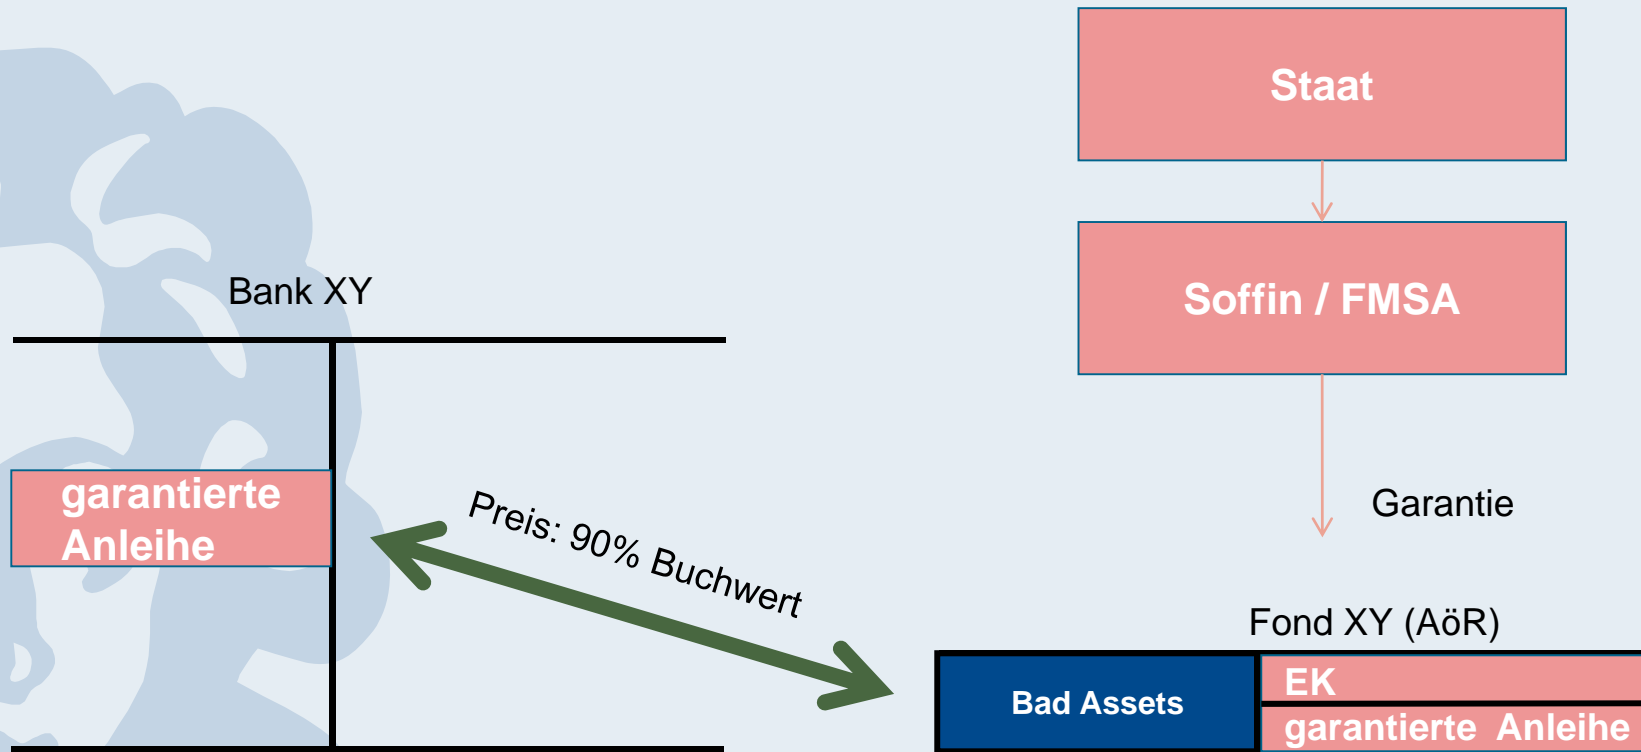 Staat
Soffin / FMSA
Bank XY
garantierte
Anleihe
Preis: 90% Buchwert
Garantie
Fond XY (AöR)
Bad Assets
EK
garantierte Anleihe